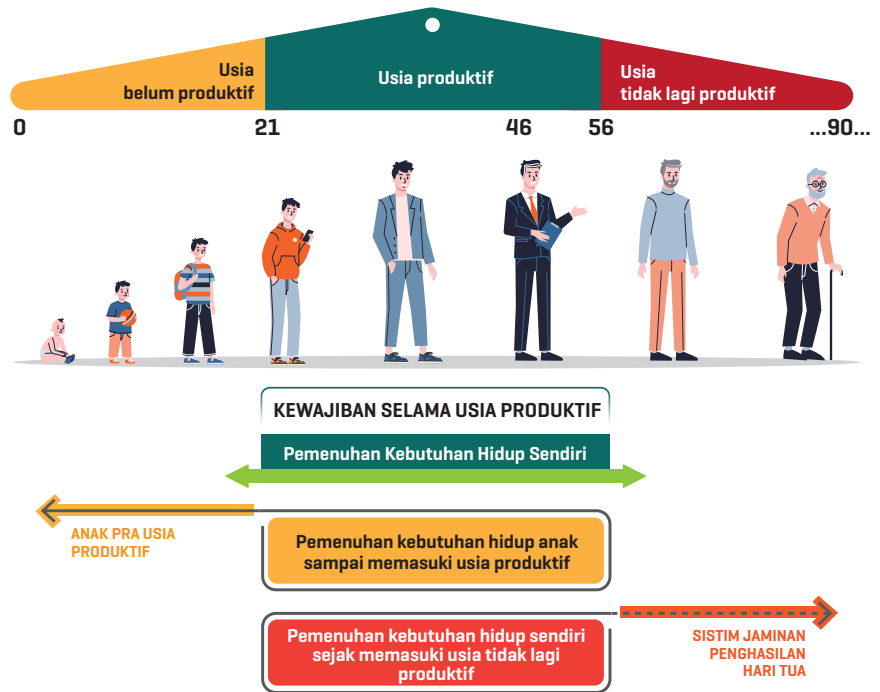 Usia
belum produktif
Usia produktif
Usia
tidak lagi produktif
0
21
46
56
...90...
KEWAJIBAN SELAMA USIA PRODUKTIF
Pemenuhan Kebutuhan Hidup Sendiri
ANAK PRA USIA
PRODUKTIF
Pemenuhan kebutuhan hidup anak
sampai memasuki usia produktif
Pemenuhan kebutuhan hidup sendiri
sejak memasuki usia tidak lagi
produktif
SISTIM JAMINAN
PENGHASILAN
HARI TUA